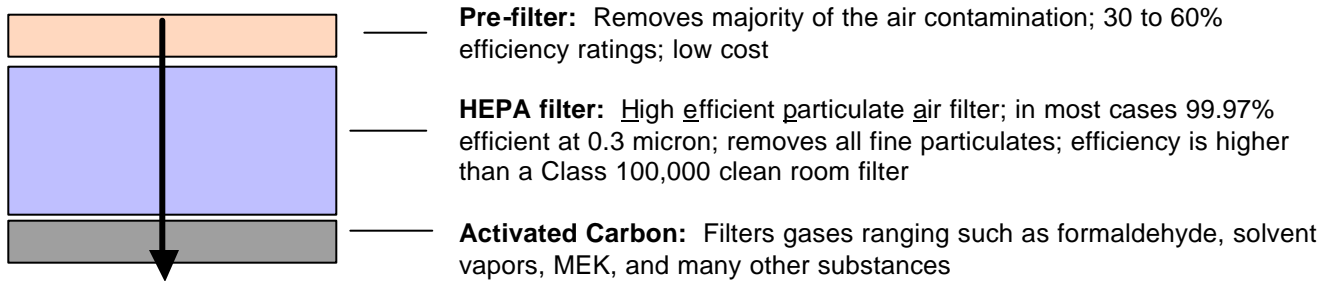 Pre-filter: Removes majority of the air contamination; 30 to 60%
efficiency ratings; low cost
HEPA filter: High efficient particulate air filter; in most cases 99.97%
efficient at 0.3 micron; removes all fine particulates; efficiency is higher
than a Class 100,000 clean room filter
Activated Carbon: Filters gases ranging such as formaldehyde, solvent
vapors, MEK, and many other substances